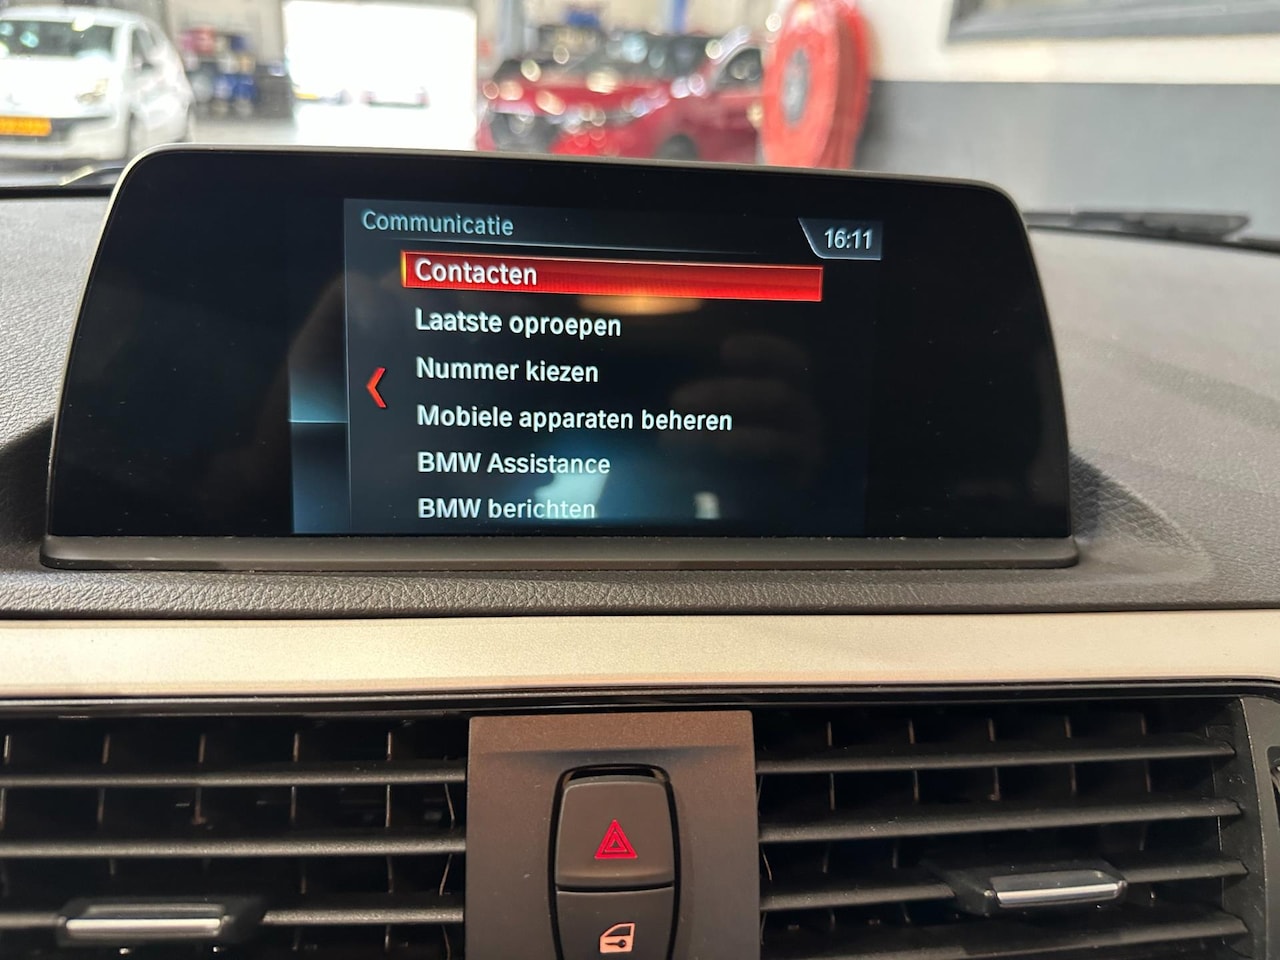 Communicatie
16:11
Contacten
Laatste oproepen
Nummer kiezen
Mobiele apparaten beheren
BMW Assistance
BMW berichten